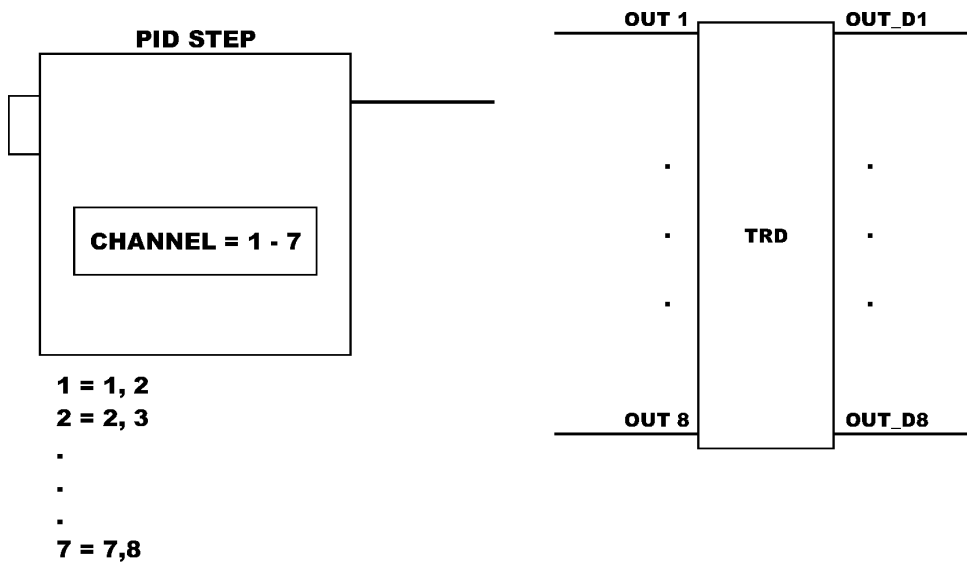 PID STEP
CHANNEL = 1 - 7
1 = 1, 2
2 = 2, 3
.
.
.
7 = 7,8
OUT 1
OUT_D1
.
.
.
.
TRD
.
.
OUT 8
OUT_D8